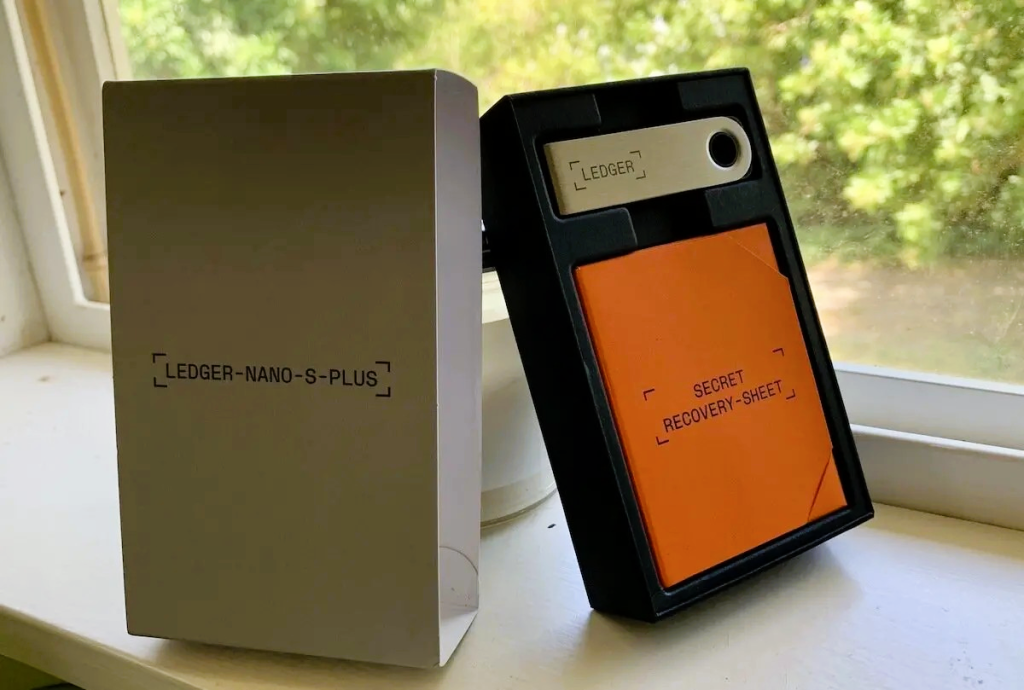 LEDGER-NANO-S-PLUS
LEDGER
SECRET
RECOVERY-SHEET